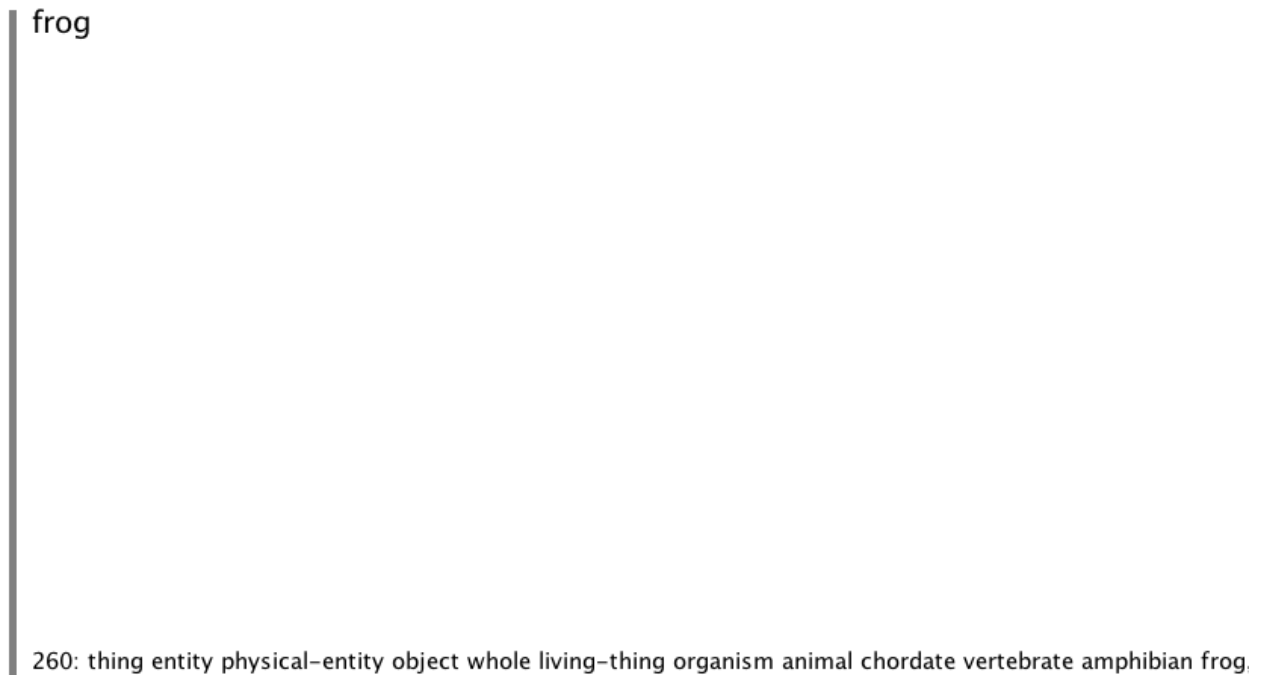 frog
260: thing entity physical-entity object whole living-thing organism animal chordate vertebrate amphibian frog,